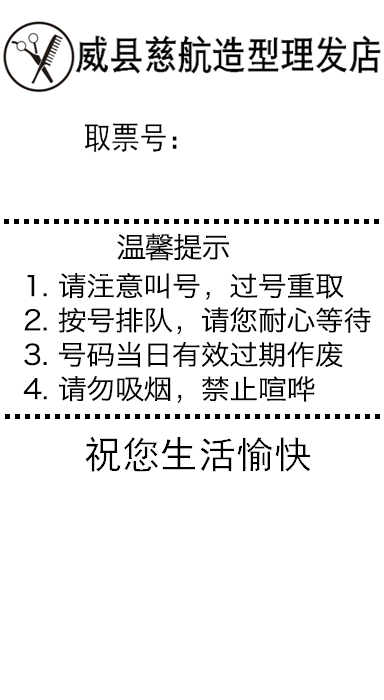 威县慈航造型理发店
取票号：
温馨提示
1. 请注意叫号，过号重取
2. 按号排队，请您耐心等待
3. 号码当日有效过期作废
4. 请勿吸烟，禁止喧哗
祝您生活愉快